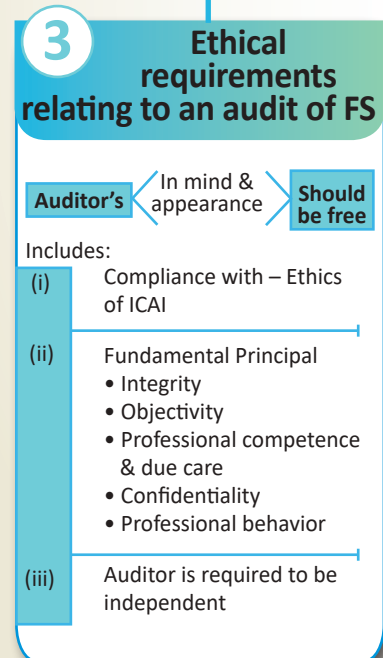 3
Ethical
requirements
relating to an audit of FS
Auditor's
In mind &
appearance
Should
be free
Includes:
(i) Compliance with – Ethics
of ICAI
(ii) Fundamental Principal
• Integrity
• Objectivity
• Professional competence
& due care
• Confidentiality
• Professional behavior
(iii) Auditor is required to be
independent